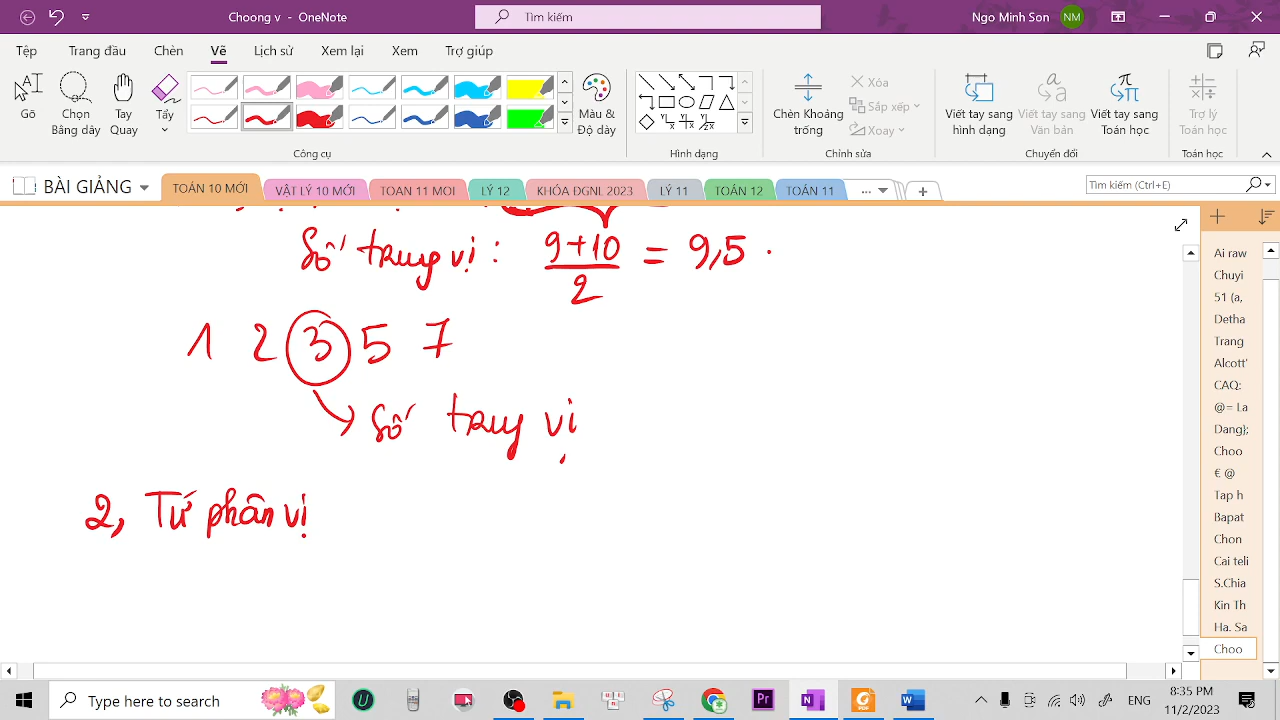 Choong v - OneNote
Tìm kiếm
Ngo Minh Son NM
Tệp Trang đầu Chèn Vẽ Lịch sử Xem lại Xem Trợ giúp
Gõ
Chọn Bằng dây
Tay Quay
Tẩy
Màu & Độ dày
Chèn Khoảng trống
Xóa
Sắp xếp
Xoay
Viết tay sang hình dạng
Viết tay sang Văn bản
Viết tay sang Toán học
Trợ lý Toán học
Công cụ Hình dạng Chỉnh sửa Chuyển đổi Toán học
BÀI GIẢNG TOÁN 10 MỚI VẬT LÝ 10 MỚI TOAN 11 MOI LÝ 12 KHÓA ĐGNL 2023 LÝ 11 TOÁN 12 TOÁN 11 ...
Tìm kiếm (Ctrl+E)
Số trung vị : 9+10 / 2 = 9,5 .
1 2 3 5 7
Số trung vị
2, Tứ phân vị
Ai raw
Chuyi
51 (a,
Detha
Trang
Alcott'
CAQ:
@ = La
Dang);
Choo
€ @
Tap h
Bapat
Chon
Cai teli
S.Cha
Kin Th
Ha. Sa
Choo
Type here to search
ENG
8:35 PM
11/2/2023